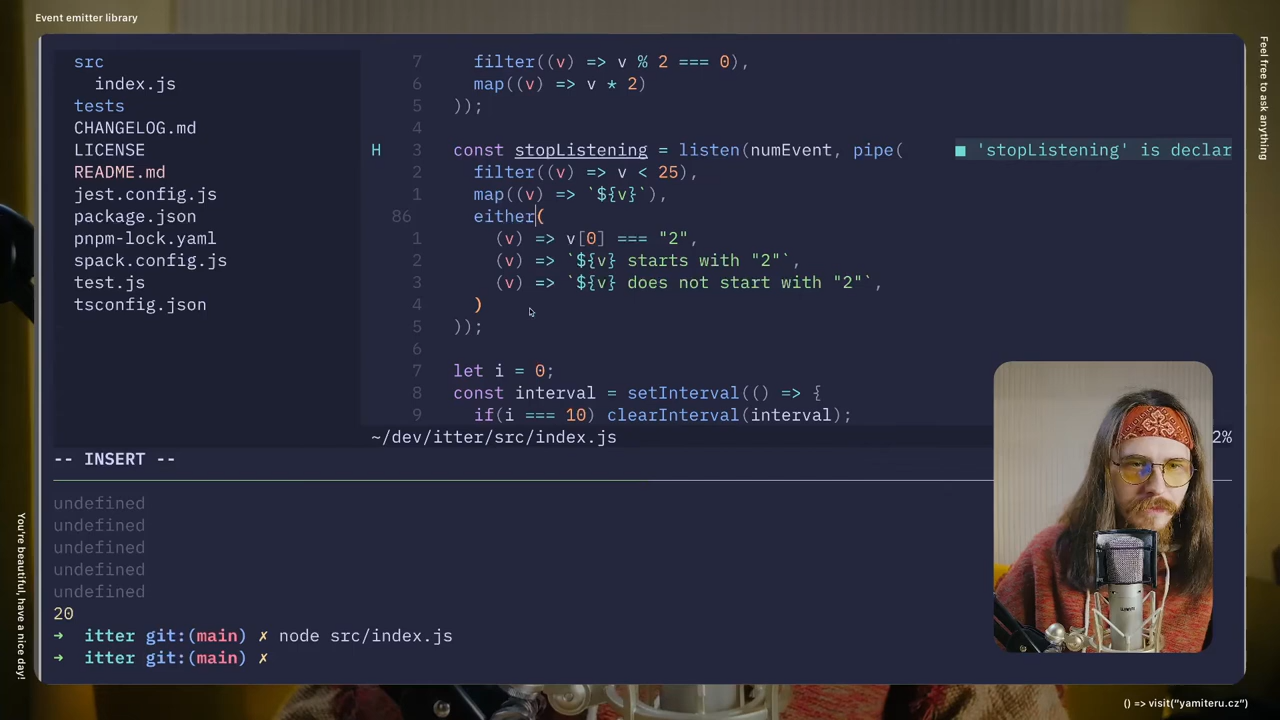 Event emitter library
Feel free to ask anything
src
index.js
tests
CHANGELOG.md
LICENSE
README.md
jest.config.js
package.json
pnpm-lock.yaml
spack.config.js
test.js
tsconfig.json
7 filter((v) => v % 2 === 0),
6 map((v) => v * 2)
5 ));
4
H 3 const stopListening = listen(numEvent, pipe( ■ 'stopListening' is declar
2 filter((v) => v < 25),
1 map((v) => `${v}`),
86 either(
1 (v) => v[0] === "2",
2 (v) => `${v} starts with "2"`,
3 (v) => `${v} does not start with "2"`,
4 )
5 ));
6
7 let i = 0;
8 const interval = setInterval(() => {
9 if(i === 10) clearInterval(interval);
~/dev/itter/src/index.js 2%
-- INSERT --
undefined
undefined
undefined
undefined
undefined
20
➜ itter git:(main) ✗ node src/index.js
➜ itter git:(main) ✗
You're beautiful, have a nice day!
() => visit("yamiteru.cz")